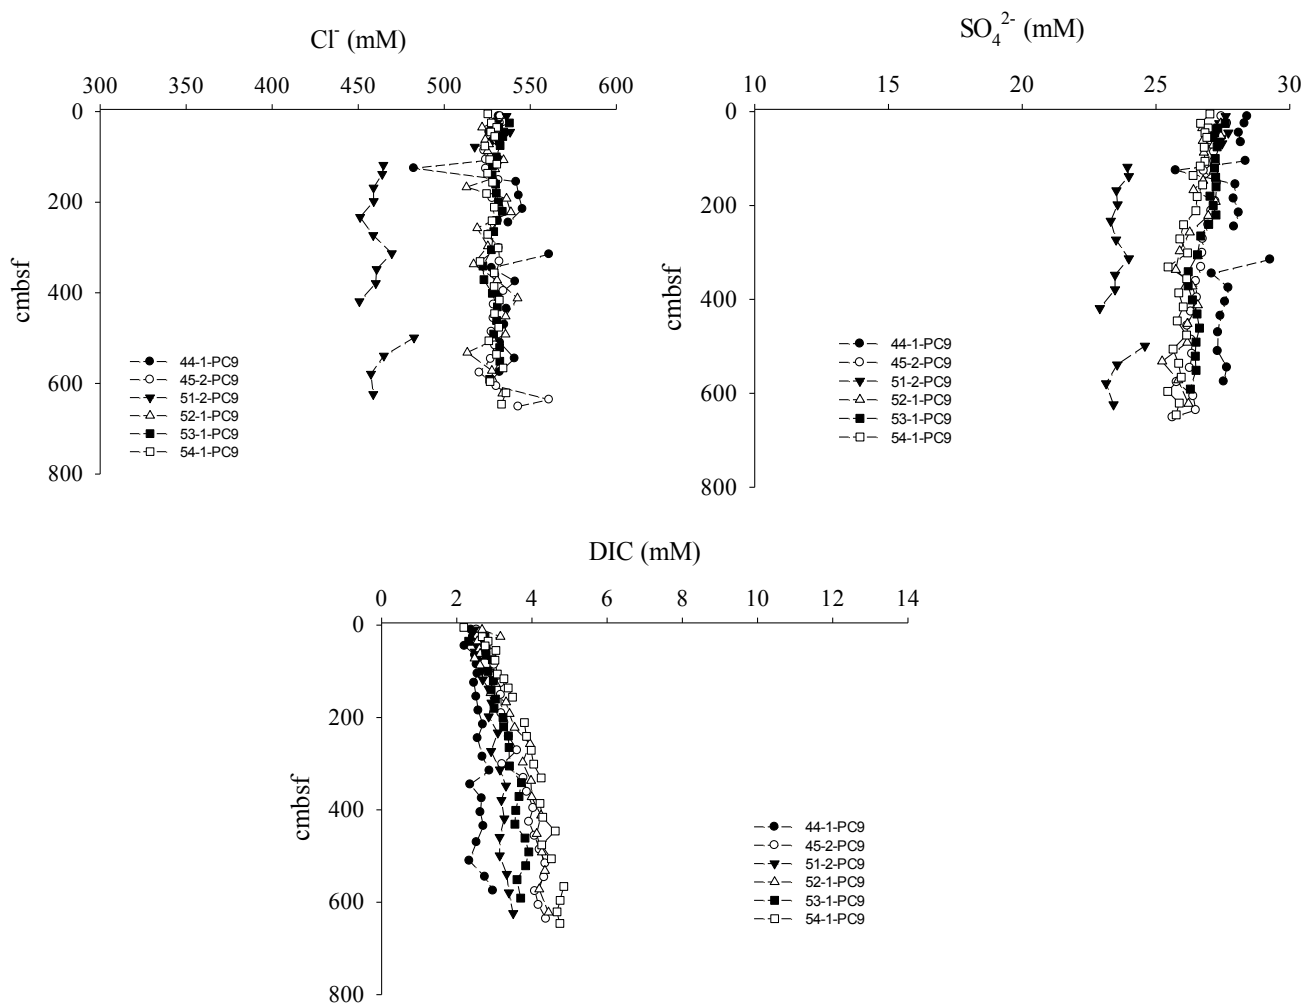 Cl⁻ (mM)
300 350 400 450 500 550 600
0
200
400
600
800
cmbsf
44-1-PC9
45-2-PC9
51-2-PC9
52-1-PC9
53-1-PC9
54-1-PC9
SO₄²⁻ (mM)
10 15 20 25 30
0
200
400
600
800
cmbsf
44-1-PC9
45-2-PC9
51-2-PC9
52-1-PC9
53-1-PC9
54-1-PC9
DIC (mM)
0 2 4 6 8 10 12 14
0
200
400
600
800
cmbsf
44-1-PC9
45-2-PC9
51-2-PC9
52-1-PC9
53-1-PC9
54-1-PC9